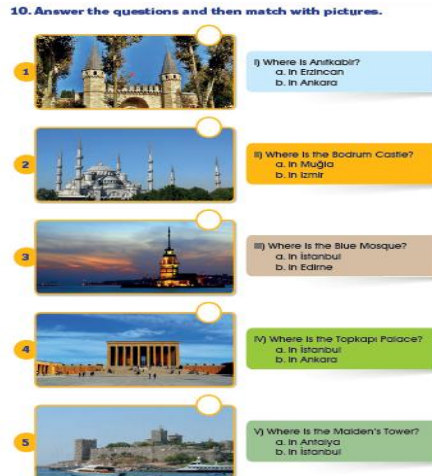 10. Answer the questions and then match with pictures.
1
I) Where is Anıtkabir?
a. in Erzincan
b. in Ankara
2
II) Where is the Bodrum Castle?
a. in Muğla
b. in İzmir
3
III) Where is the Blue Mosque?
a. in İstanbul
b. in Edirne
4
IV) Where is the Topkapı Palace?
a. in İstanbul
b. in Ankara
5
V) Where is the Maiden's Tower?
a. in Antalya
b. in İstanbul